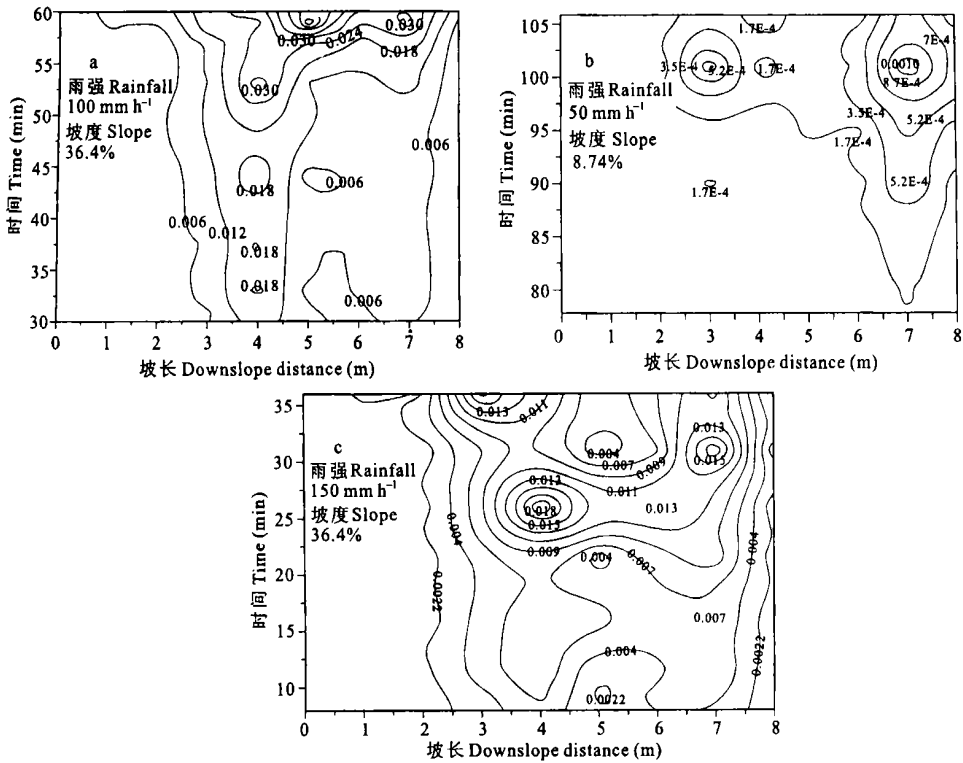 60
55
50
45
40
35
30
0
1
2
3
4
5
6
7
8
时间 Time (min)
坡长 Downslope distance (m)
a
雨强 Rainfall
100 mm h⁻¹
坡度 Slope
36.4%
0.030
0.024
0.030
0.018
0.030
0.006
0.018
0.006
0.006
0.012
0.018
0.018
0.006
105
100
95
90
85
80
0
1
2
3
4
5
6
7
8
时间 Time (min)
坡长 Downslope distance (m)
b
雨强 Rainfall
50 mm h⁻¹
坡度 Slope
8.74%
1.7E-4
7E-4
3.5E-4
5.2E-4
1.7E-4
0.0010
8.7E-4
3.5E-4
5.2E-4
1.7E-4
5.2E-4
1.7E-4
35
30
25
20
15
10
0
1
2
3
4
5
6
7
8
时间 Time (min)
坡长 Downslope distance (m)
c
雨强 Rainfall
150 mm h⁻¹
坡度 Slope
36.4%
0.013
0.011
0.013
0.004
0.007
0.009
0.015
0.011
0.013
0.018
0.015
0.013
0.004
0.009
0.004
0.004
0.0022
0.007
0.004
0.0022
0.0022